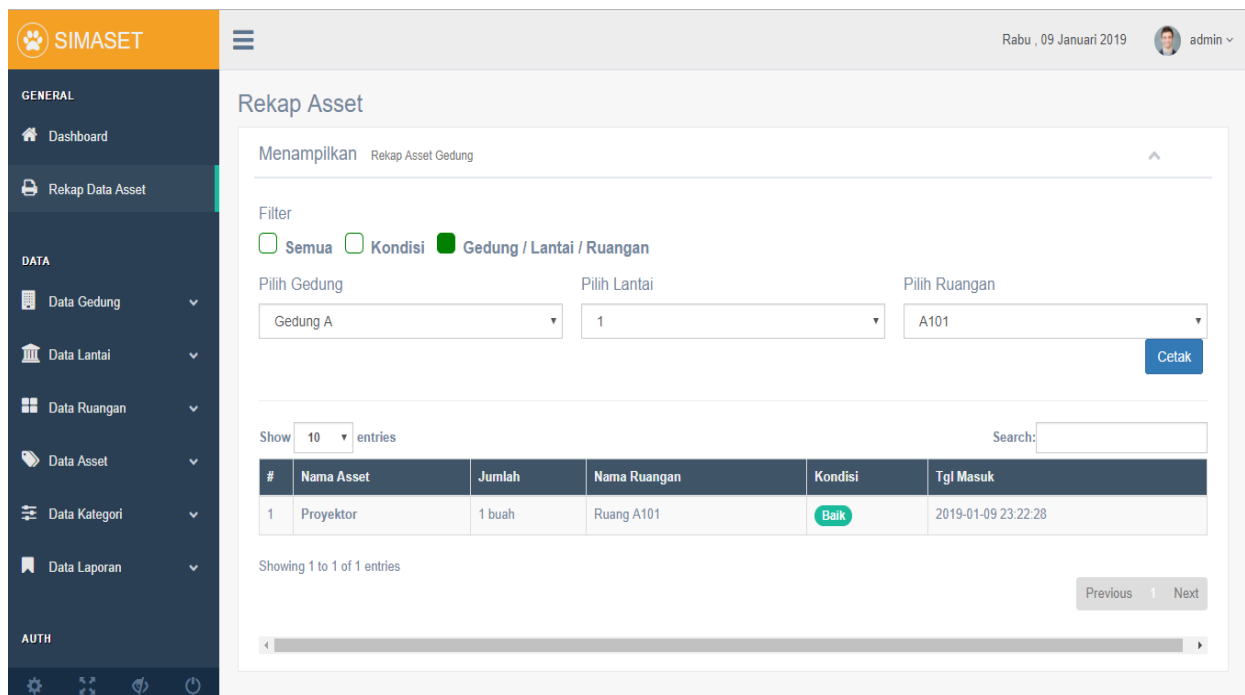 SIMASET
Rabu , 09 Januari 2019
admin
GENERAL
Dashboard
Rekap Data Asset
DATA
Data Gedung
Data Lantai
Data Ruangan
Data Asset
Data Kategori
Data Laporan
AUTH
Rekap Asset
Menampilkan Rekap Asset Gedung
Filter
Semua Kondisi Gedung / Lantai / Ruangan
Pilih Gedung Pilih Lantai Pilih Ruangan
Gedung A 1 A101
Cetak
Show 10 entries Search:
# Nama Asset Jumlah Nama Ruangan Kondisi Tgl Masuk
1 Proyektor 1 buah Ruang A101 Baik 2019-01-09 23:22:28
Showing 1 to 1 of 1 entries
Previous 1 Next